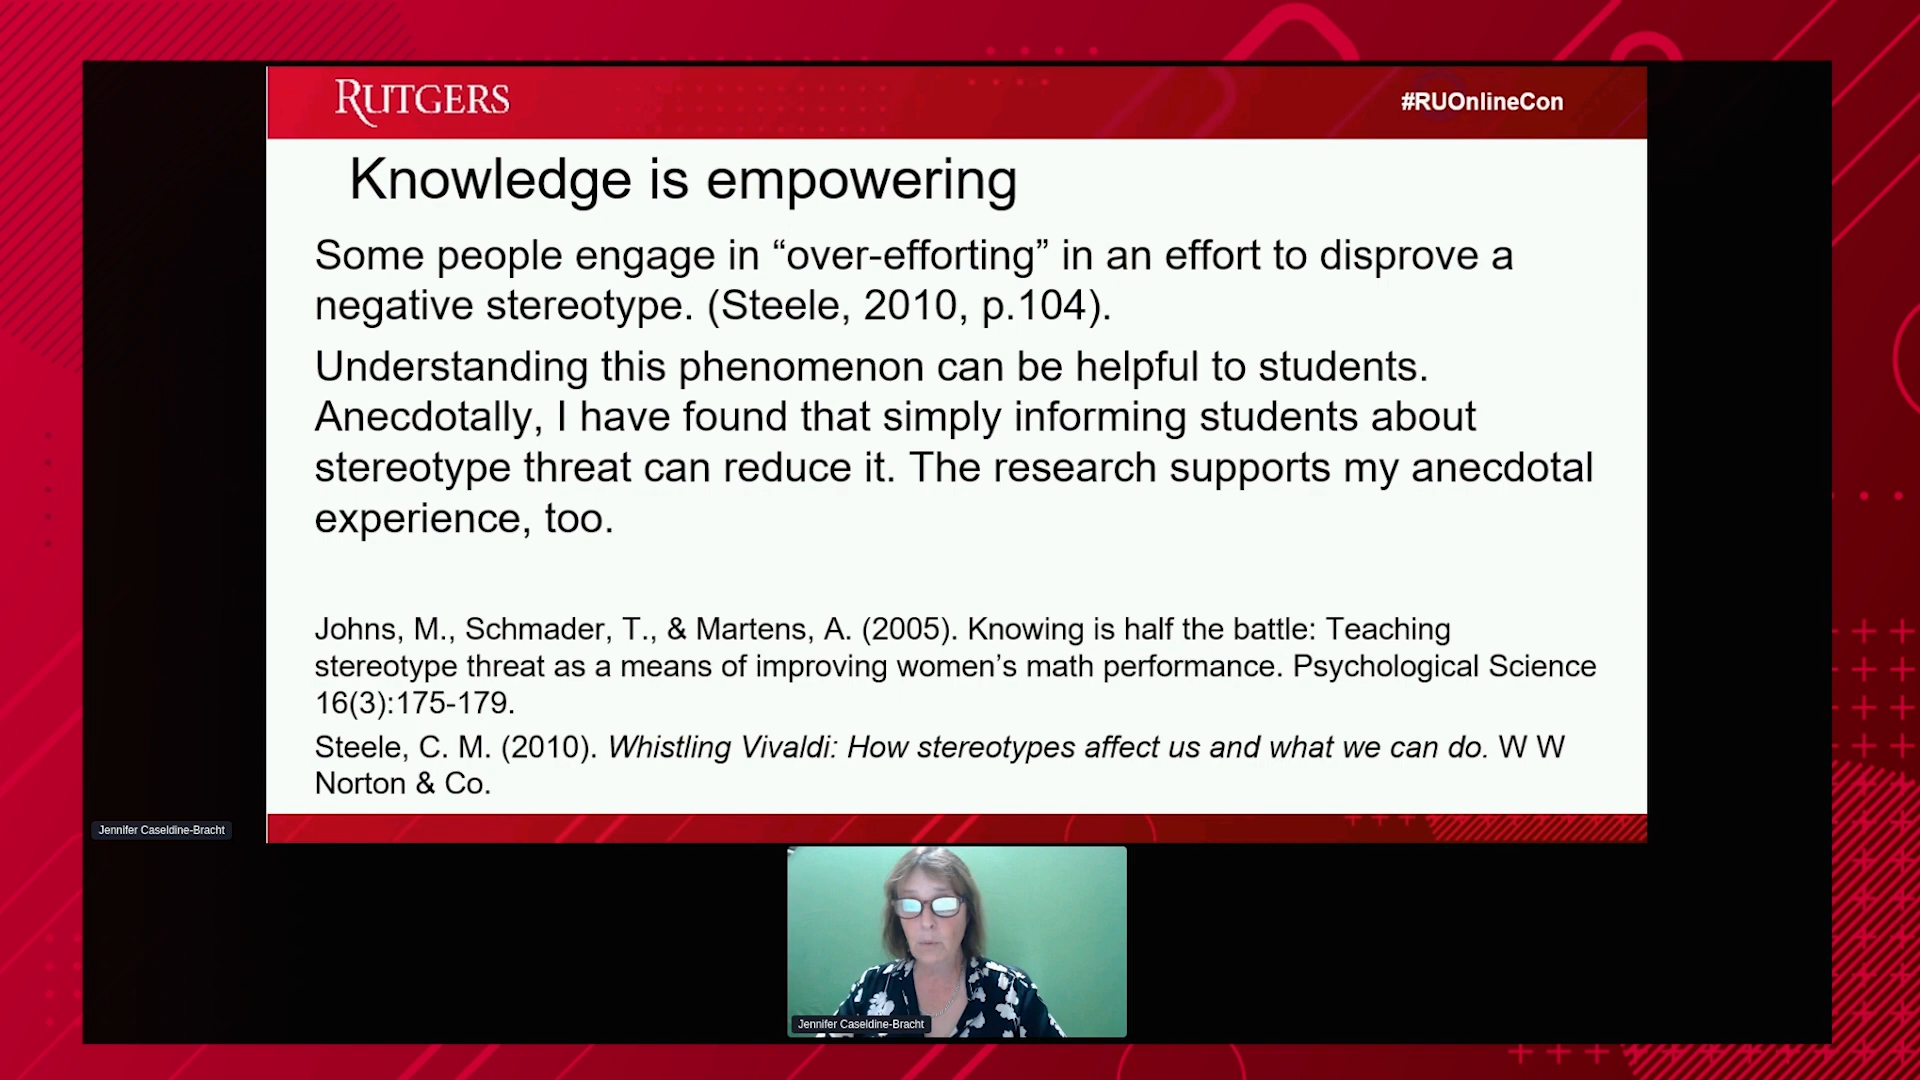 RUTGERS
#RUOnlineCon
Knowledge is empowering
Some people engage in “over-efforting” in an effort to disprove a
negative stereotype. (Steele, 2010, p.104).
Understanding this phenomenon can be helpful to students.
Anecdotally, I have found that simply informing students about
stereotype threat can reduce it. The research supports my anecdotal
experience, too.
Johns, M., Schmader, T., & Martens, A. (2005). Knowing is half the battle: Teaching
stereotype threat as a means of improving women’s math performance. Psychological Science
16(3):175-179.
Steele, C. M. (2010). Whistling Vivaldi: How stereotypes affect us and what we can do. W W
Norton & Co.
Jennifer Caseldine-Bracht
Jennifer Caseldine-Bracht